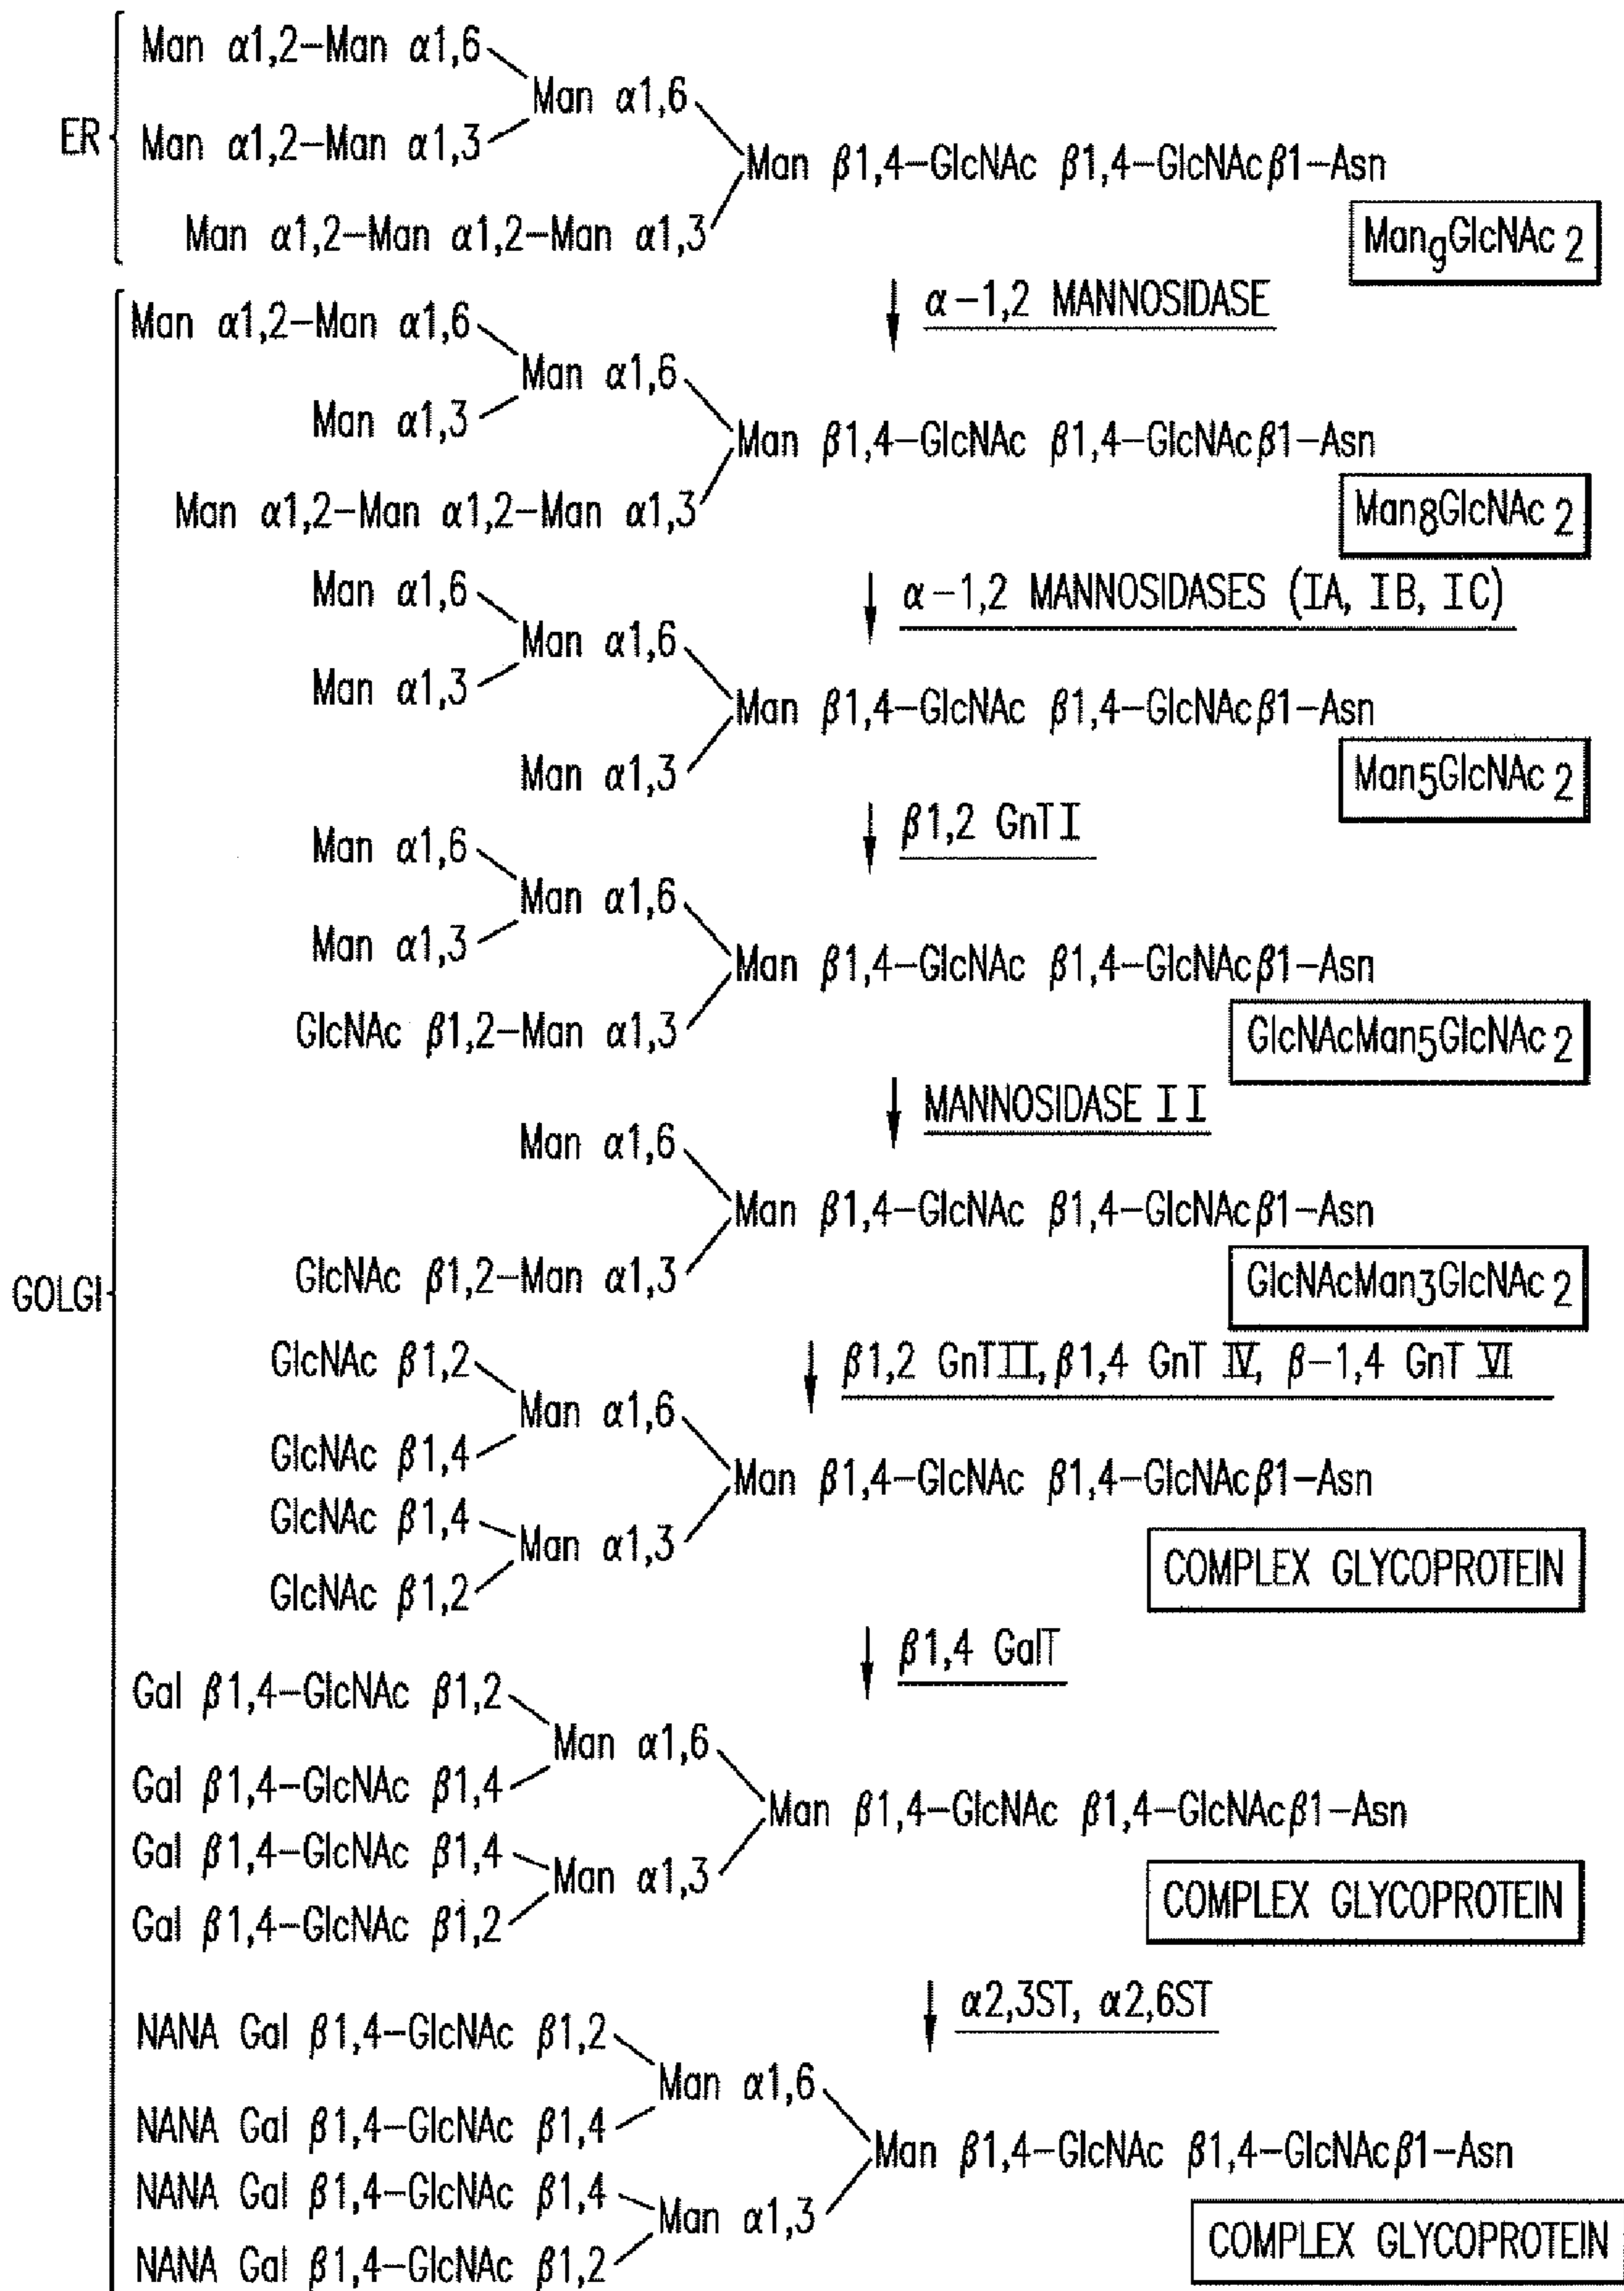 Man α1,2–Man α1,6
Man α1,6
ER
Man α1,2–Man α1,3
Man β1,4–GlcNAc β1,4–GlcNAcβ1–Asn
Man α1,2–Man α1,2–Man α1,3
Man9GlcNAc2
α–1,2 MANNOSIDASE
Man α1,2–Man α1,6
Man α1,6
Man α1,3
Man β1,4–GlcNAc β1,4–GlcNAcβ1–Asn
Man α1,2–Man α1,2–Man α1,3
Man8GlcNAc2
α–1,2 MANNOSIDASES (IA, IB, IC)
Man α1,6
Man α1,6
Man α1,3
Man β1,4–GlcNAc β1,4–GlcNAcβ1–Asn
Man α1,3
Man5GlcNAc2
β1,2 GnTI
Man α1,6
Man α1,6
Man α1,3
Man β1,4–GlcNAc β1,4–GlcNAcβ1–Asn
GlcNAc β1,2–Man α1,3
GlcNAcMan5GlcNAc2
MANNOSIDASE II
Man α1,6
Man β1,4–GlcNAc β1,4–GlcNAcβ1–Asn
GlcNAc β1,2–Man α1,3
GlcNAcMan3GlcNAc2
GOLGI
β1,2 GnTII, β1,4 GnT IV, β–1,4 GnT VI
GlcNAc β1,2
Man α1,6
GlcNAc β1,4
Man β1,4–GlcNAc β1,4–GlcNAcβ1–Asn
GlcNAc β1,4
Man α1,3
GlcNAc β1,2
COMPLEX GLYCOPROTEIN
β1,4 GalT
Gal β1,4–GlcNAc β1,2
Man α1,6
Gal β1,4–GlcNAc β1,4
Man β1,4–GlcNAc β1,4–GlcNAcβ1–Asn
Gal β1,4–GlcNAc β1,4
Man α1,3
Gal β1,4–GlcNAc β1,2
COMPLEX GLYCOPROTEIN
α2,3ST, α2,6ST
NANA Gal β1,4–GlcNAc β1,2
Man α1,6
NANA Gal β1,4–GlcNAc β1,4
Man β1,4–GlcNAc β1,4–GlcNAcβ1–Asn
NANA Gal β1,4–GlcNAc β1,4
Man α1,3
NANA Gal β1,4–GlcNAc β1,2
COMPLEX GLYCOPROTEIN